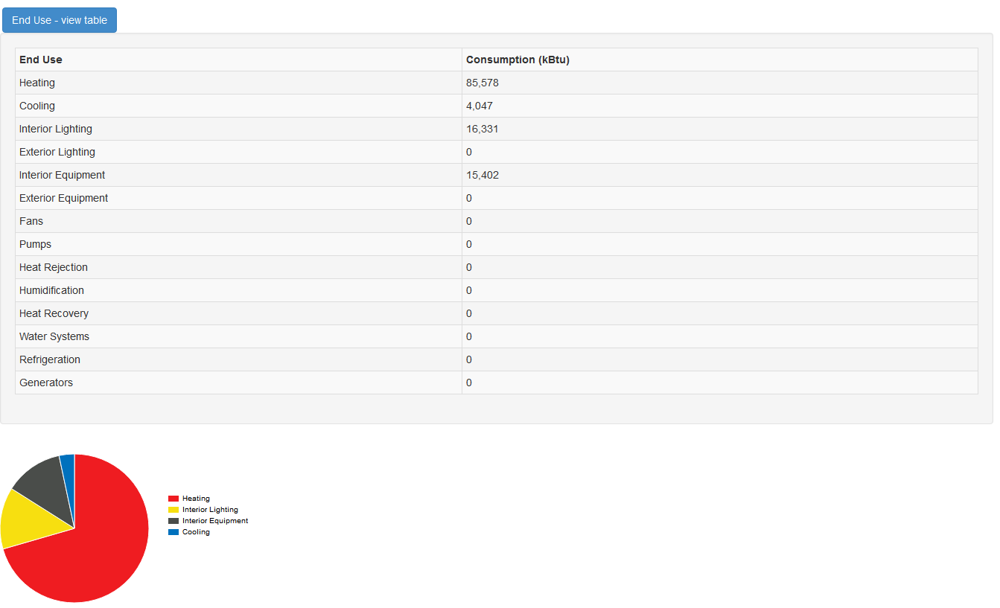 End Use - view table
End Use Consumption (kBtu)
Heating 85,578
Cooling 4,047
Interior Lighting 16,331
Exterior Lighting 0
Interior Equipment 15,402
Exterior Equipment 0
Fans 0
Pumps 0
Heat Rejection 0
Humidification 0
Heat Recovery 0
Water Systems 0
Refrigeration 0
Generators 0
Heating
Interior Lighting
Interior Equipment
Cooling